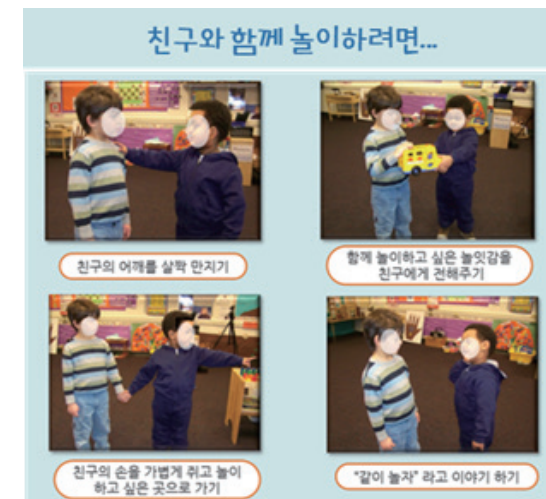 친구와 함께 놀이하려면...
친구의 어깨를 살짝 만지기
함께 놀이하고 싶은 놀잇감을
친구에게 전해주기
친구의 손을 가볍게 쥐고 놀이
하고 싶은 곳으로 가기
"같이 놀자" 라고 이야기 하기